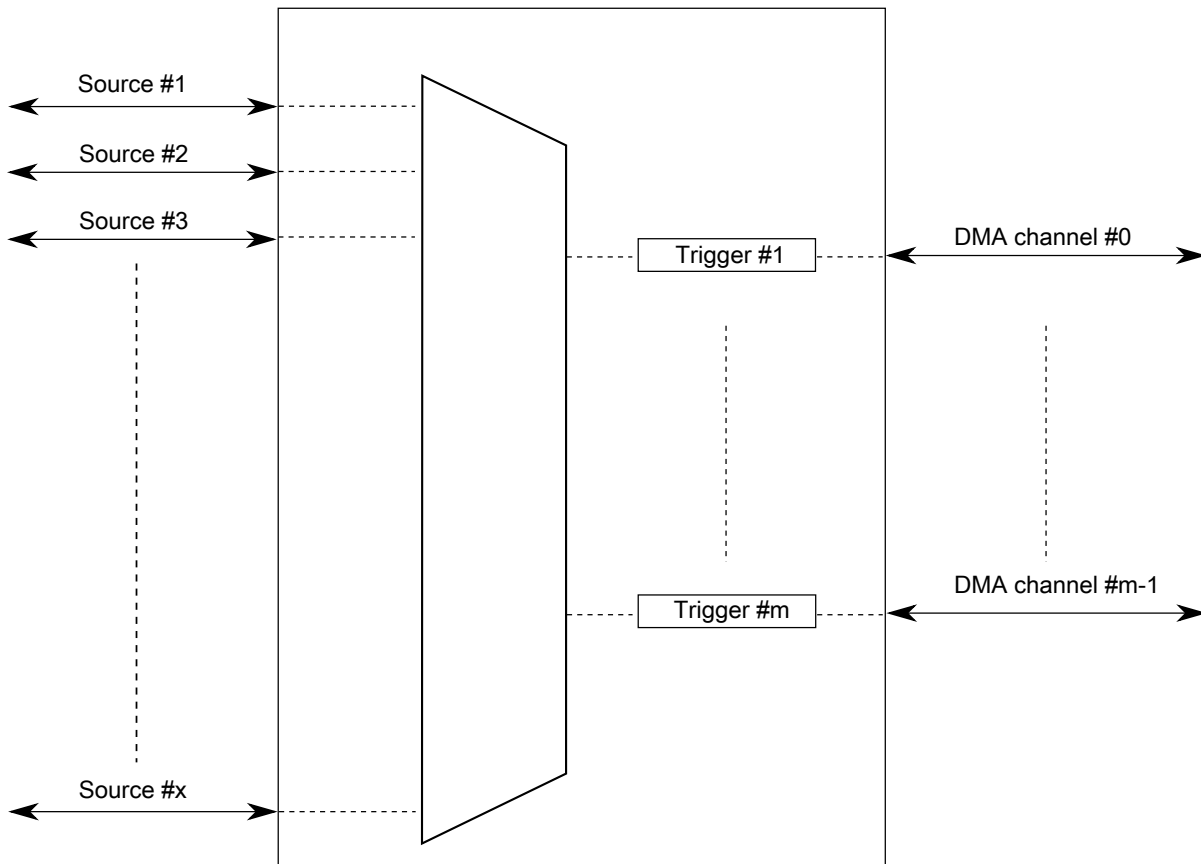 Source #1
Source #2
Source #3
Trigger #1
DMA channel #0
Trigger #m
DMA channel #m-1
Source #x